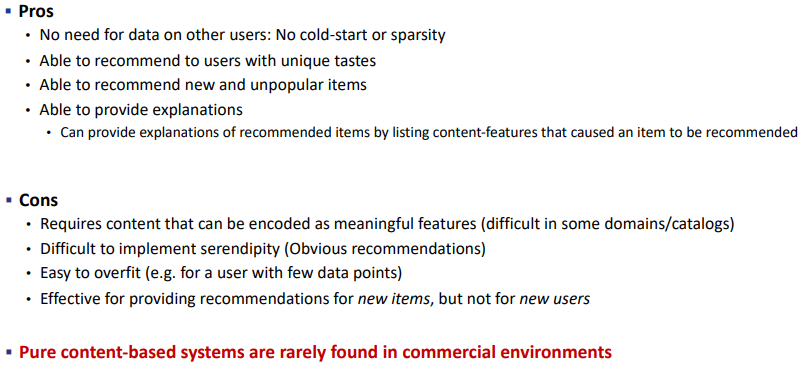 ▪ Pros
• No need for data on other users: No cold-start or sparsity
• Able to recommend to users with unique tastes
• Able to recommend new and unpopular items
• Able to provide explanations
• Can provide explanations of recommended items by listing content-features that caused an item to be recommended
▪ Cons
• Requires content that can be encoded as meaningful features (difficult in some domains/catalogs)
• Difficult to implement serendipity (Obvious recommendations)
• Easy to overfit (e.g. for a user with few data points)
• Effective for providing recommendations for new items, but not for new users
▪ Pure content-based systems are rarely found in commercial environments